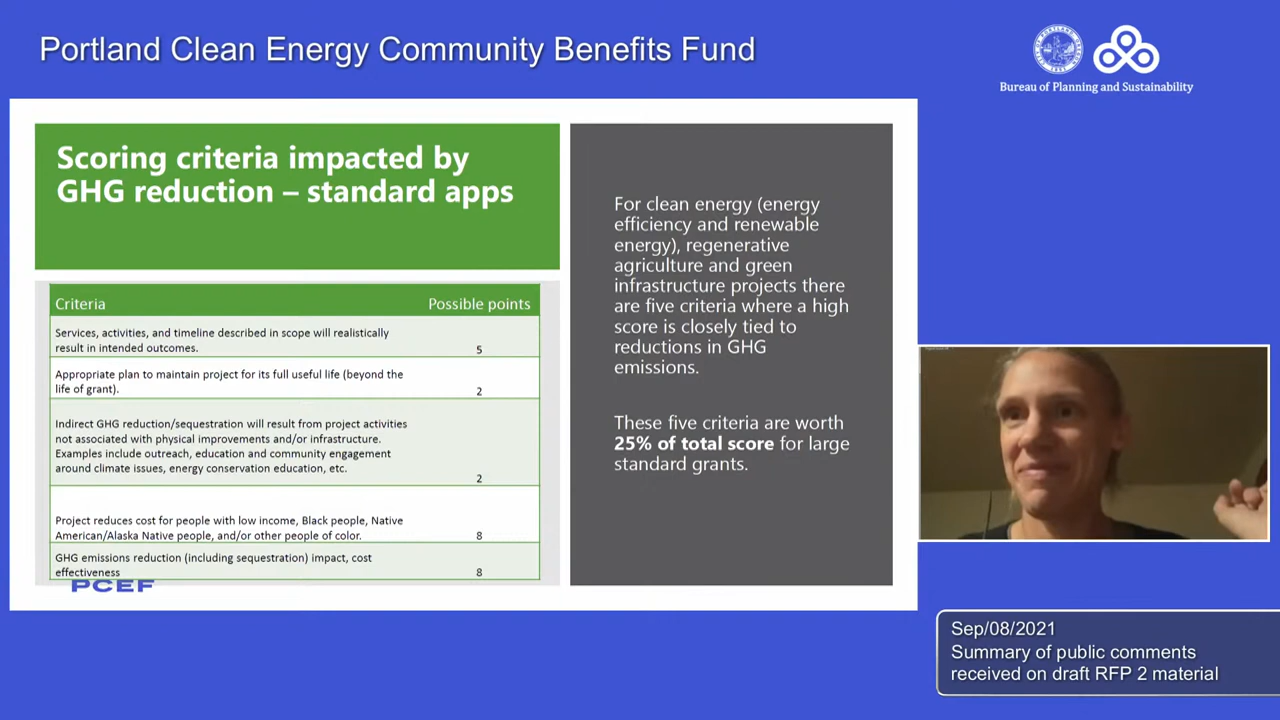 Portland Clean Energy Community Benefits Fund
Bureau of Planning and Sustainability
Scoring criteria impacted by
GHG reduction – standard apps
Criteria Possible points
Services, activities, and timeline described in scope will realistically
result in intended outcomes. 5
Appropriate plan to maintain project for its full useful life (beyond the
life of grant). 2
Indirect GHG reduction/sequestration will result from project activities
not associated with physical improvements and/or infrastructure.
Examples include outreach, education and community engagement
around climate issues, energy conservation education, etc.
2
Project reduces cost for people with low income, Black people, Native
American/Alaska Native people, and/or other people of color. 8
GHG emissions reduction (including sequestration) impact, cost
effectiveness 8
PCEF
For clean energy (energy
efficiency and renewable
energy), regenerative
agriculture and green
infrastructure projects there
are five criteria where a high
score is closely tied to
reductions in GHG
emissions.
These five criteria are worth
25% of total score for large
standard grants.
Sep/08/2021
Summary of public comments
received on draft RFP 2 material